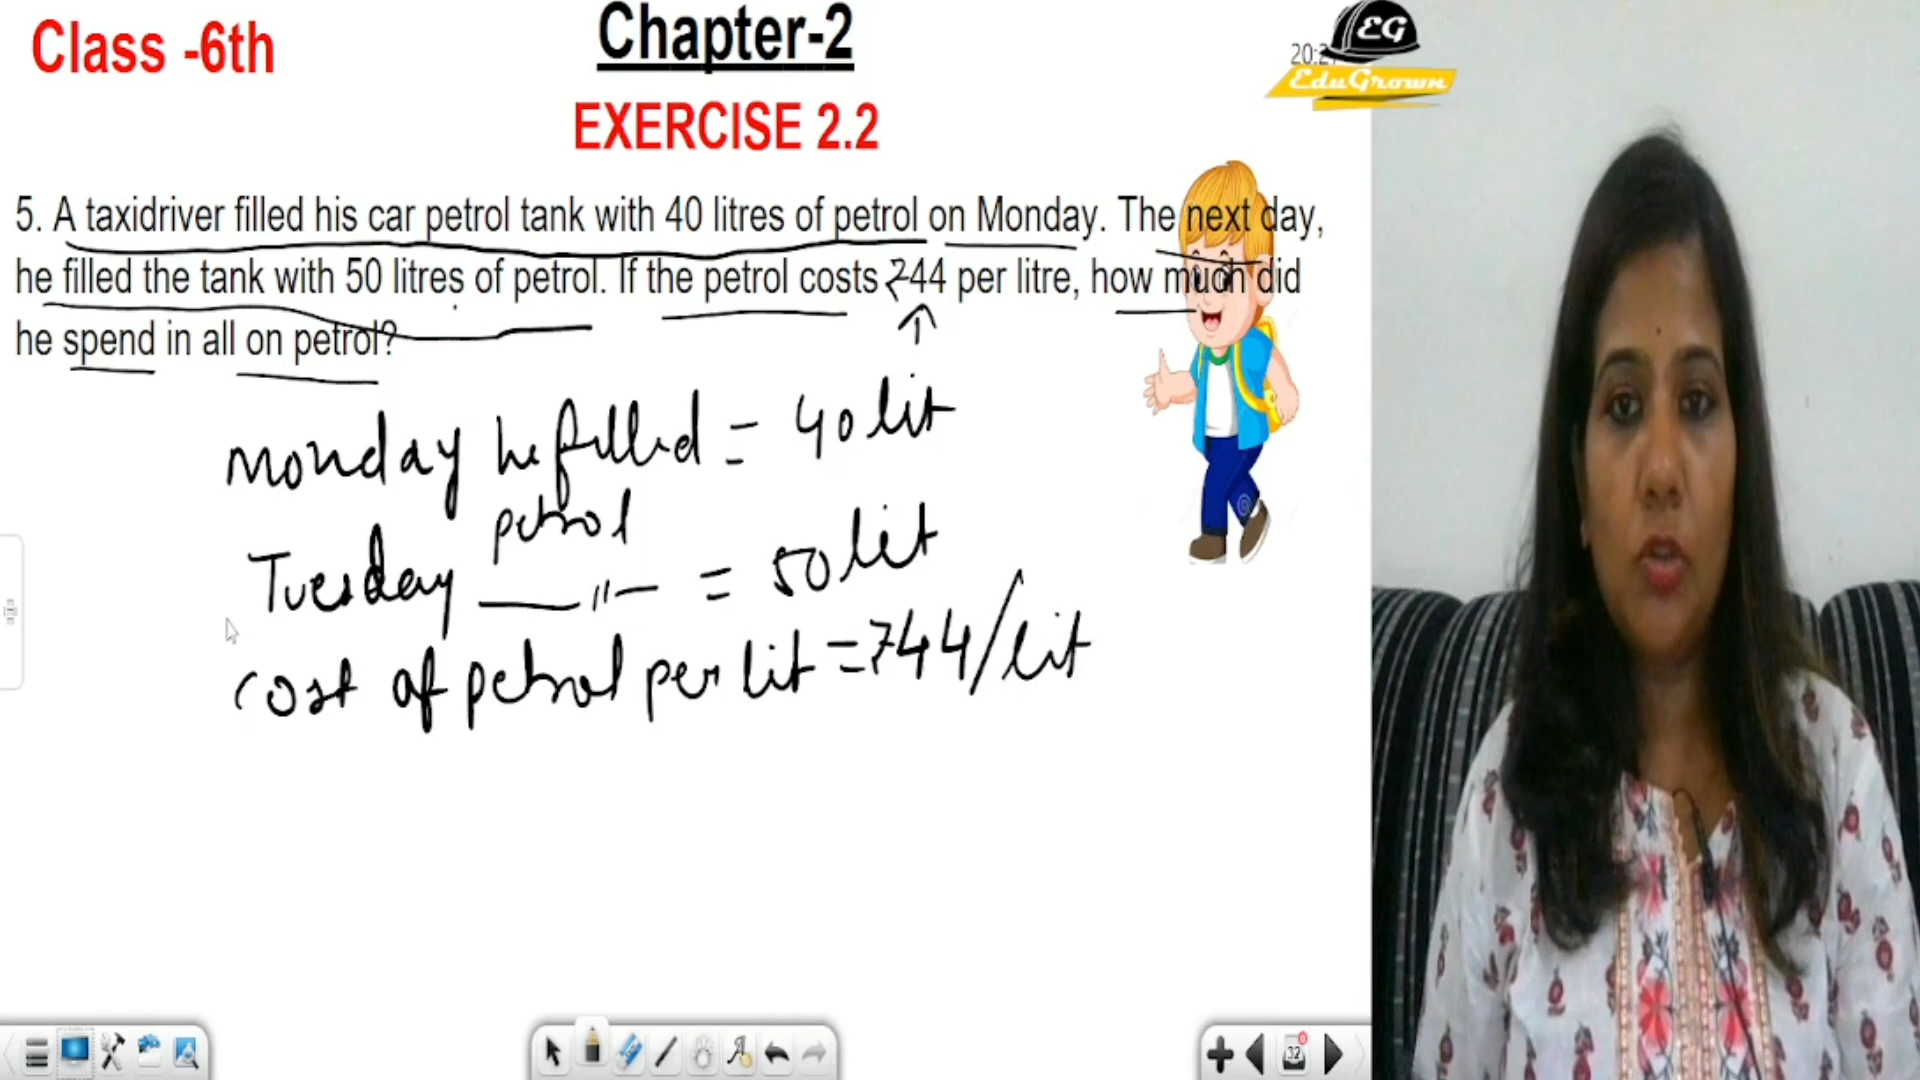 Class -6th
Chapter-2
EG
EduGrown
EXERCISE 2.2
5. A taxidriver filled his car petrol tank with 40 litres of petrol on Monday. The next day,
he filled the tank with 50 litres of petrol. If the petrol costs ₹44 per litre, how much did
he spend in all on petrol?
Monday he filled = 40 lit
petrol
Tuesday —〃— = 50 lit
cost of petrol per lit = ₹44/lit
32